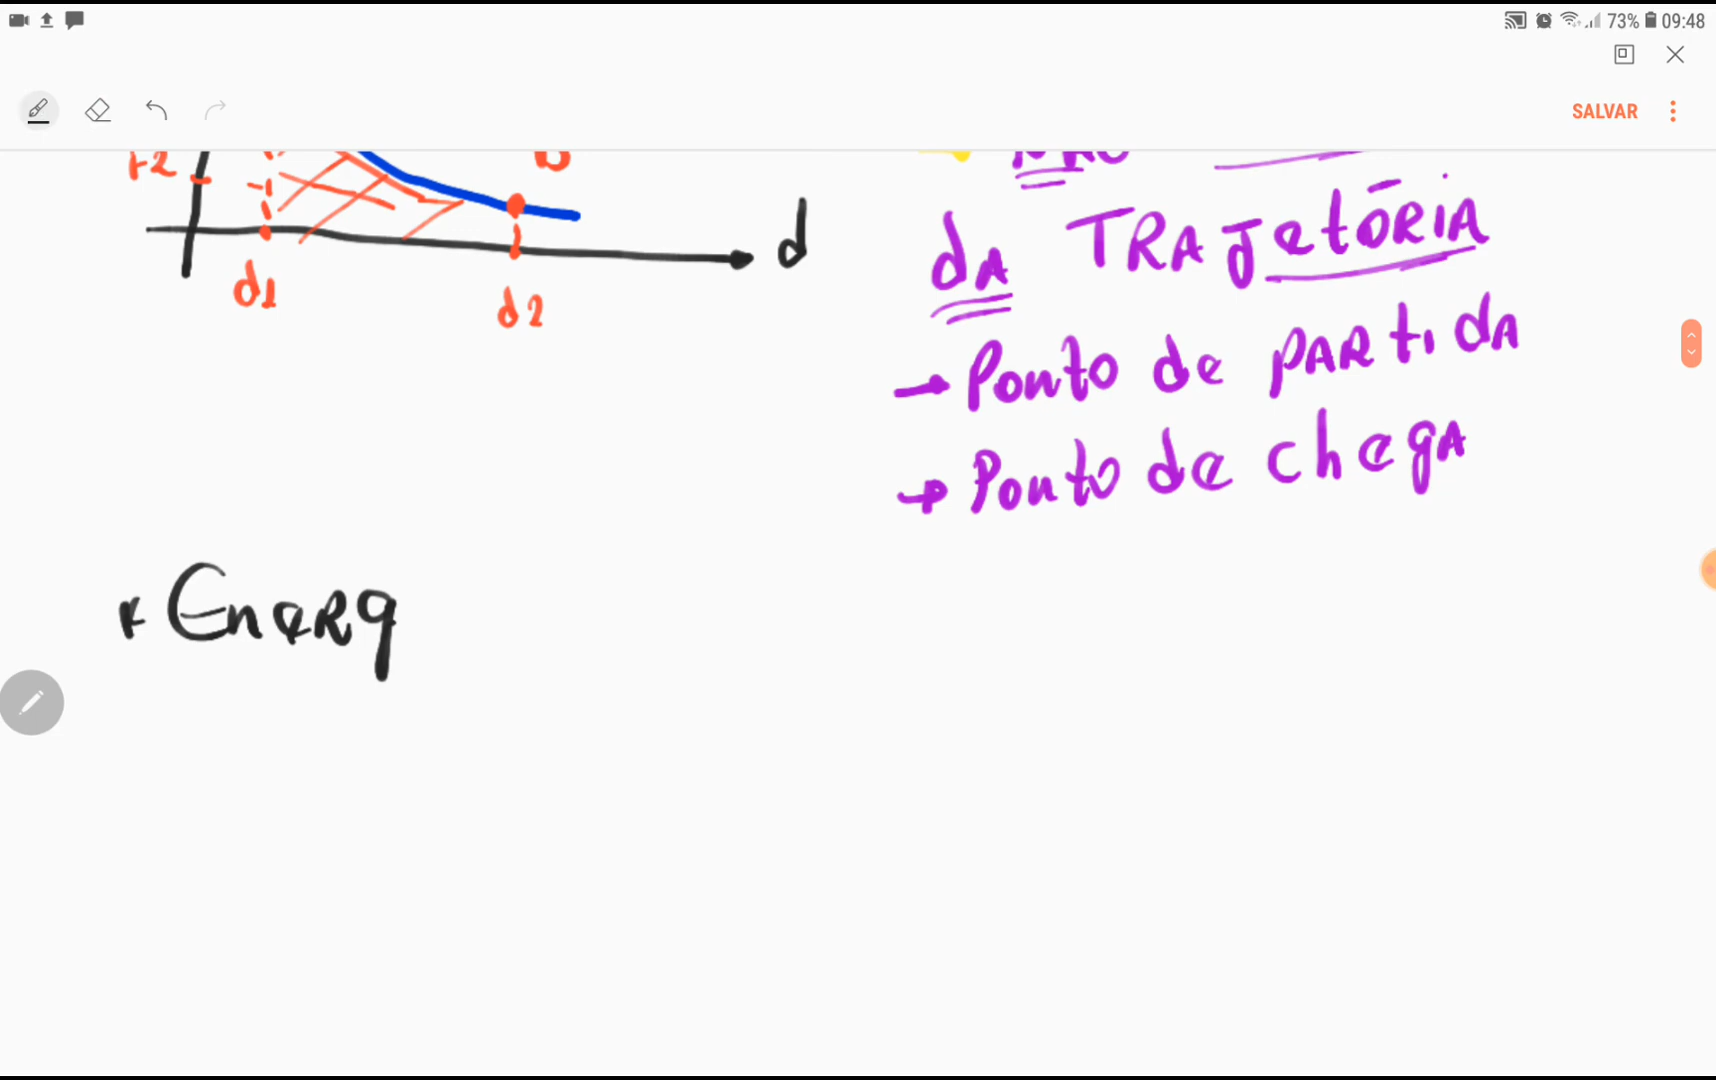 73% 09:48
SALVAR
F2
d
d1
d2
dA TRAJetÓRiA
→ Ponto de pARtidA
→ Ponto de chegA
* EneRg